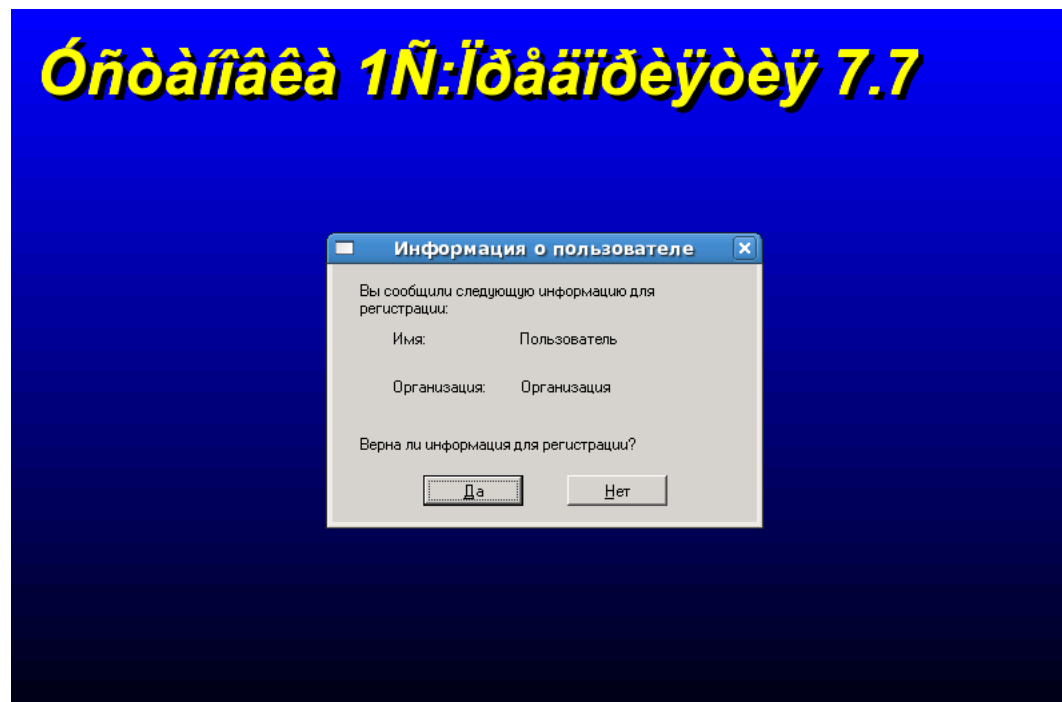 Óñòàíîâêà 1Ñ:Ïðåäïðèÿòèÿ 7.7
Информация о пользователе
Вы сообщили следующую информацию для
регистрации:
Имя: Пользователь
Организация: Организация
Верна ли информация для регистрации?
Да Нет